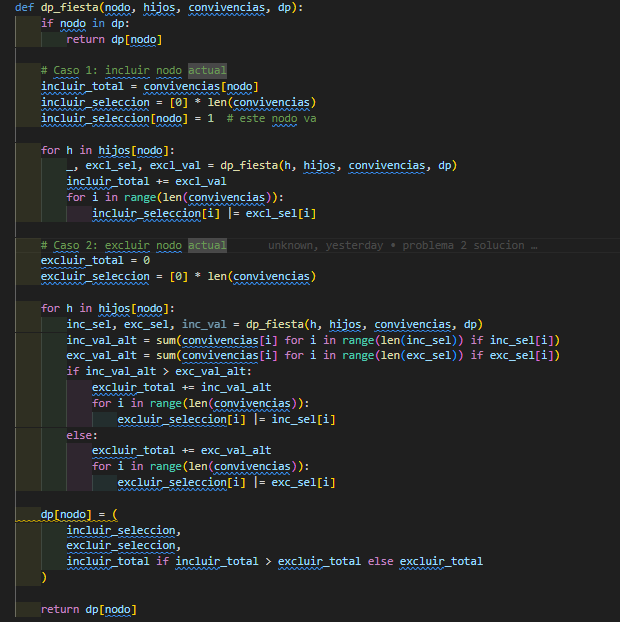 def dp_fiesta(nodo, hijos, convivencias, dp):
    if nodo in dp:
        return dp[nodo]

    # Caso 1: incluir nodo actual
    incluir_total = convivencias[nodo]
    incluir_seleccion = [0] * len(convivencias)
    incluir_seleccion[nodo] = 1  # este nodo va

    for h in hijos[nodo]:
        _, excl_sel, excl_val = dp_fiesta(h, hijos, convivencias, dp)
        incluir_total += excl_val
        for i in range(len(convivencias)):
            incluir_seleccion[i] |= excl_sel[i]

    # Caso 2: excluir nodo actual    unknown, yesterday • problema 2 solucion …
    excluir_total = 0
    excluir_seleccion = [0] * len(convivencias)

    for h in hijos[nodo]:
        inc_sel, exc_sel, inc_val = dp_fiesta(h, hijos, convivencias, dp)
        inc_val_alt = sum(convivencias[i] for i in range(len(inc_sel)) if inc_sel[i])
        exc_val_alt = sum(convivencias[i] for i in range(len(exc_sel)) if exc_sel[i])
        if inc_val_alt > exc_val_alt:
            excluir_total += inc_val_alt
            for i in range(len(convivencias)):
                excluir_seleccion[i] |= inc_sel[i]
        else:
            excluir_total += exc_val_alt
            for i in range(len(convivencias)):
                excluir_seleccion[i] |= exc_sel[i]

    dp[nodo] = (
        incluir_seleccion,
        excluir_seleccion,
        incluir_total if incluir_total > excluir_total else excluir_total
    )

    return dp[nodo]